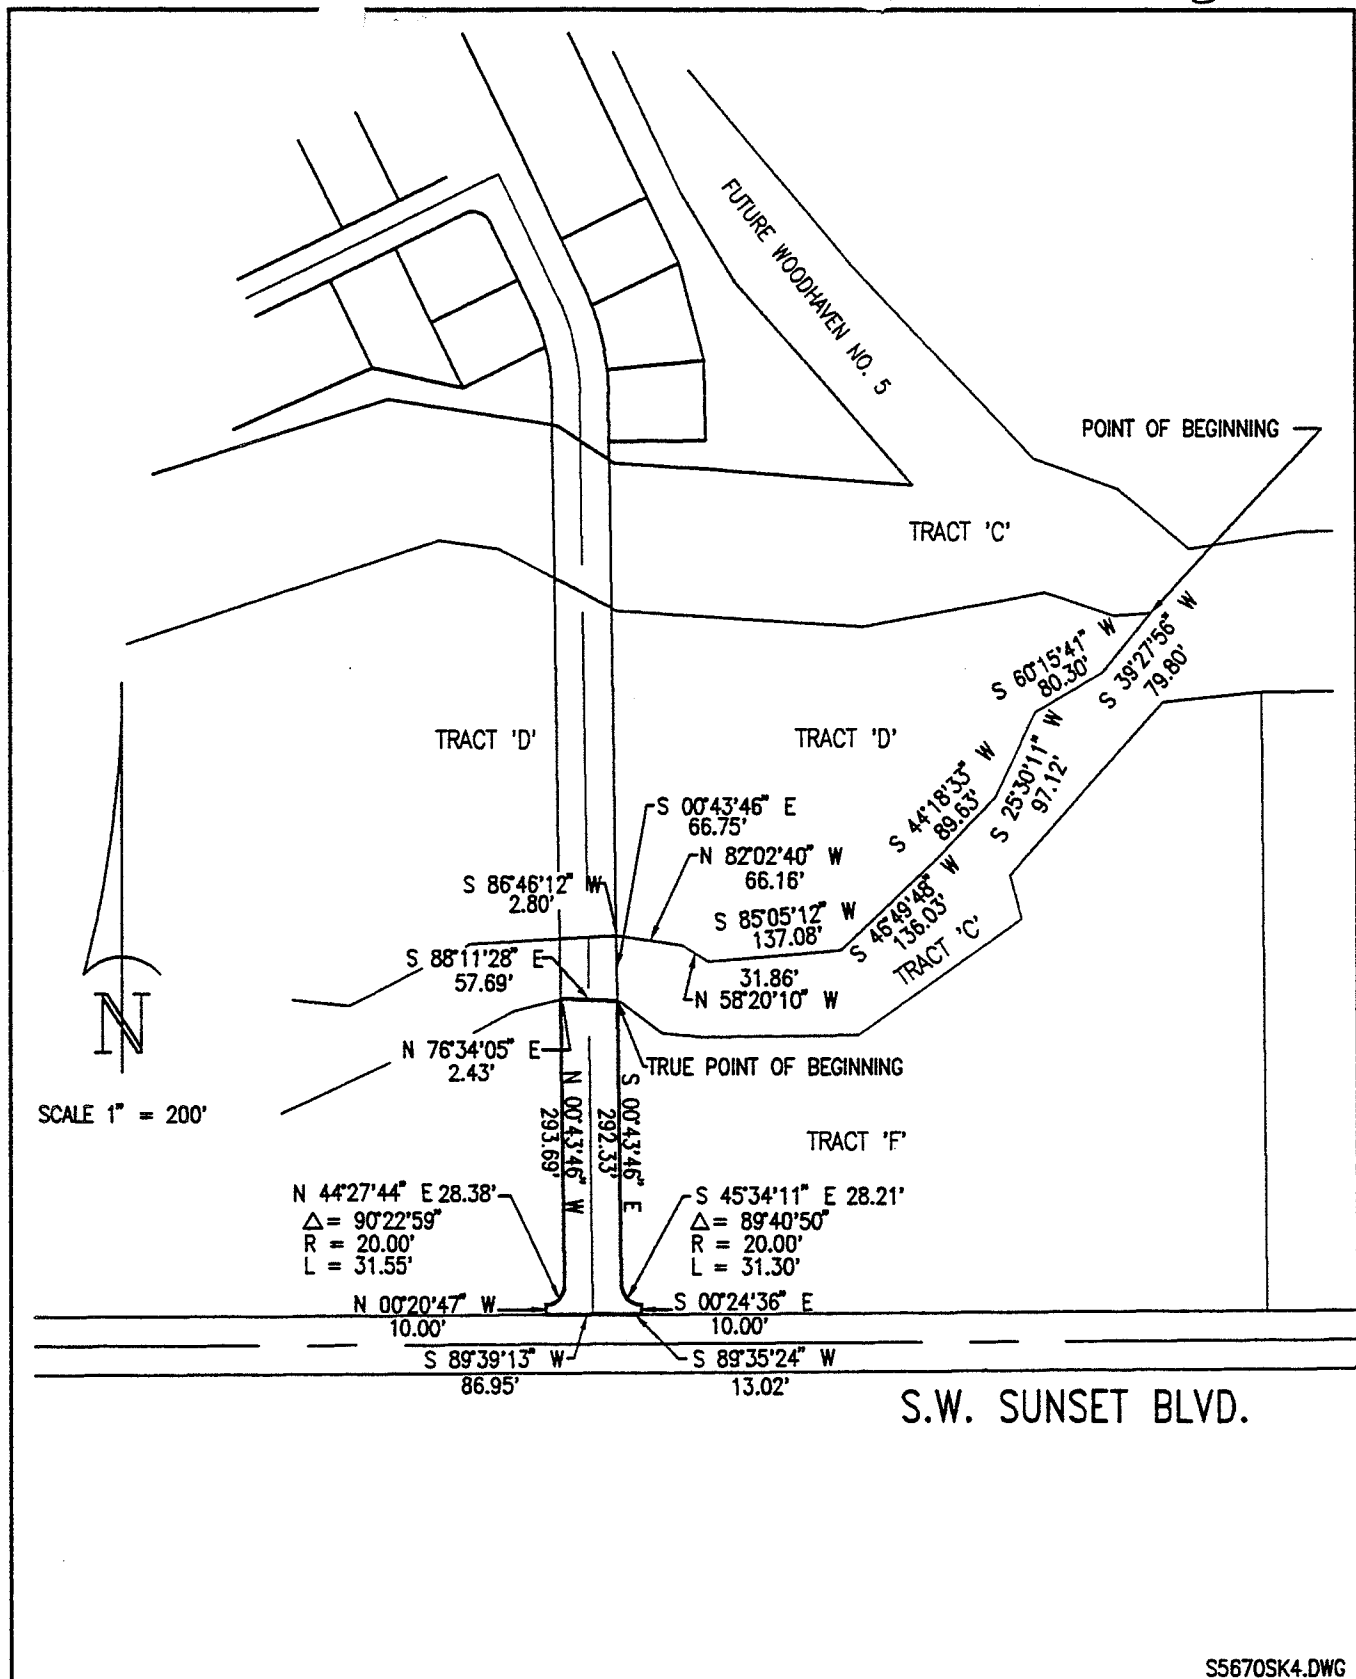 FUTURE WOODHAVEN NO. 5
POINT OF BEGINNING
TRACT 'C'
S 60°15'41" W
80.30'
S 39°27'56" W
79.80'
TRACT 'D'
TRACT 'D'
S 44°18'33" W
89.63'
S 25°30'11" W
97.12'
S 00°43'46" E
66.75'
N 82°02'40" W
66.16'
S 86°46'12" W
2.80'
S 85°05'12" W
137.08'
S 46°49'48" W
136.03'
TRACT 'C'
S 88°11'28" E
57.69'
31.86'
N 58°20'10" W
N
N 76°34'05" E
2.43'
TRUE POINT OF BEGINNING
SCALE 1" = 200'
N 00°43'46" W
293.69'
S 00°43'46" E
292.33'
TRACT 'F'
N 44°27'44" E 28.38'
Δ= 90°22'59"
R = 20.00'
L = 31.55'
S 45°34'11" E 28.21'
Δ= 89°40'50"
R = 20.00'
L = 31.30'
N 00°20'47" W
10.00'
S 00°24'36" E
10.00'
S 89°39'13" W
86.95'
S 89°35'24" W
13.02'
S.W. SUNSET BLVD.
S5670SK4.DWG